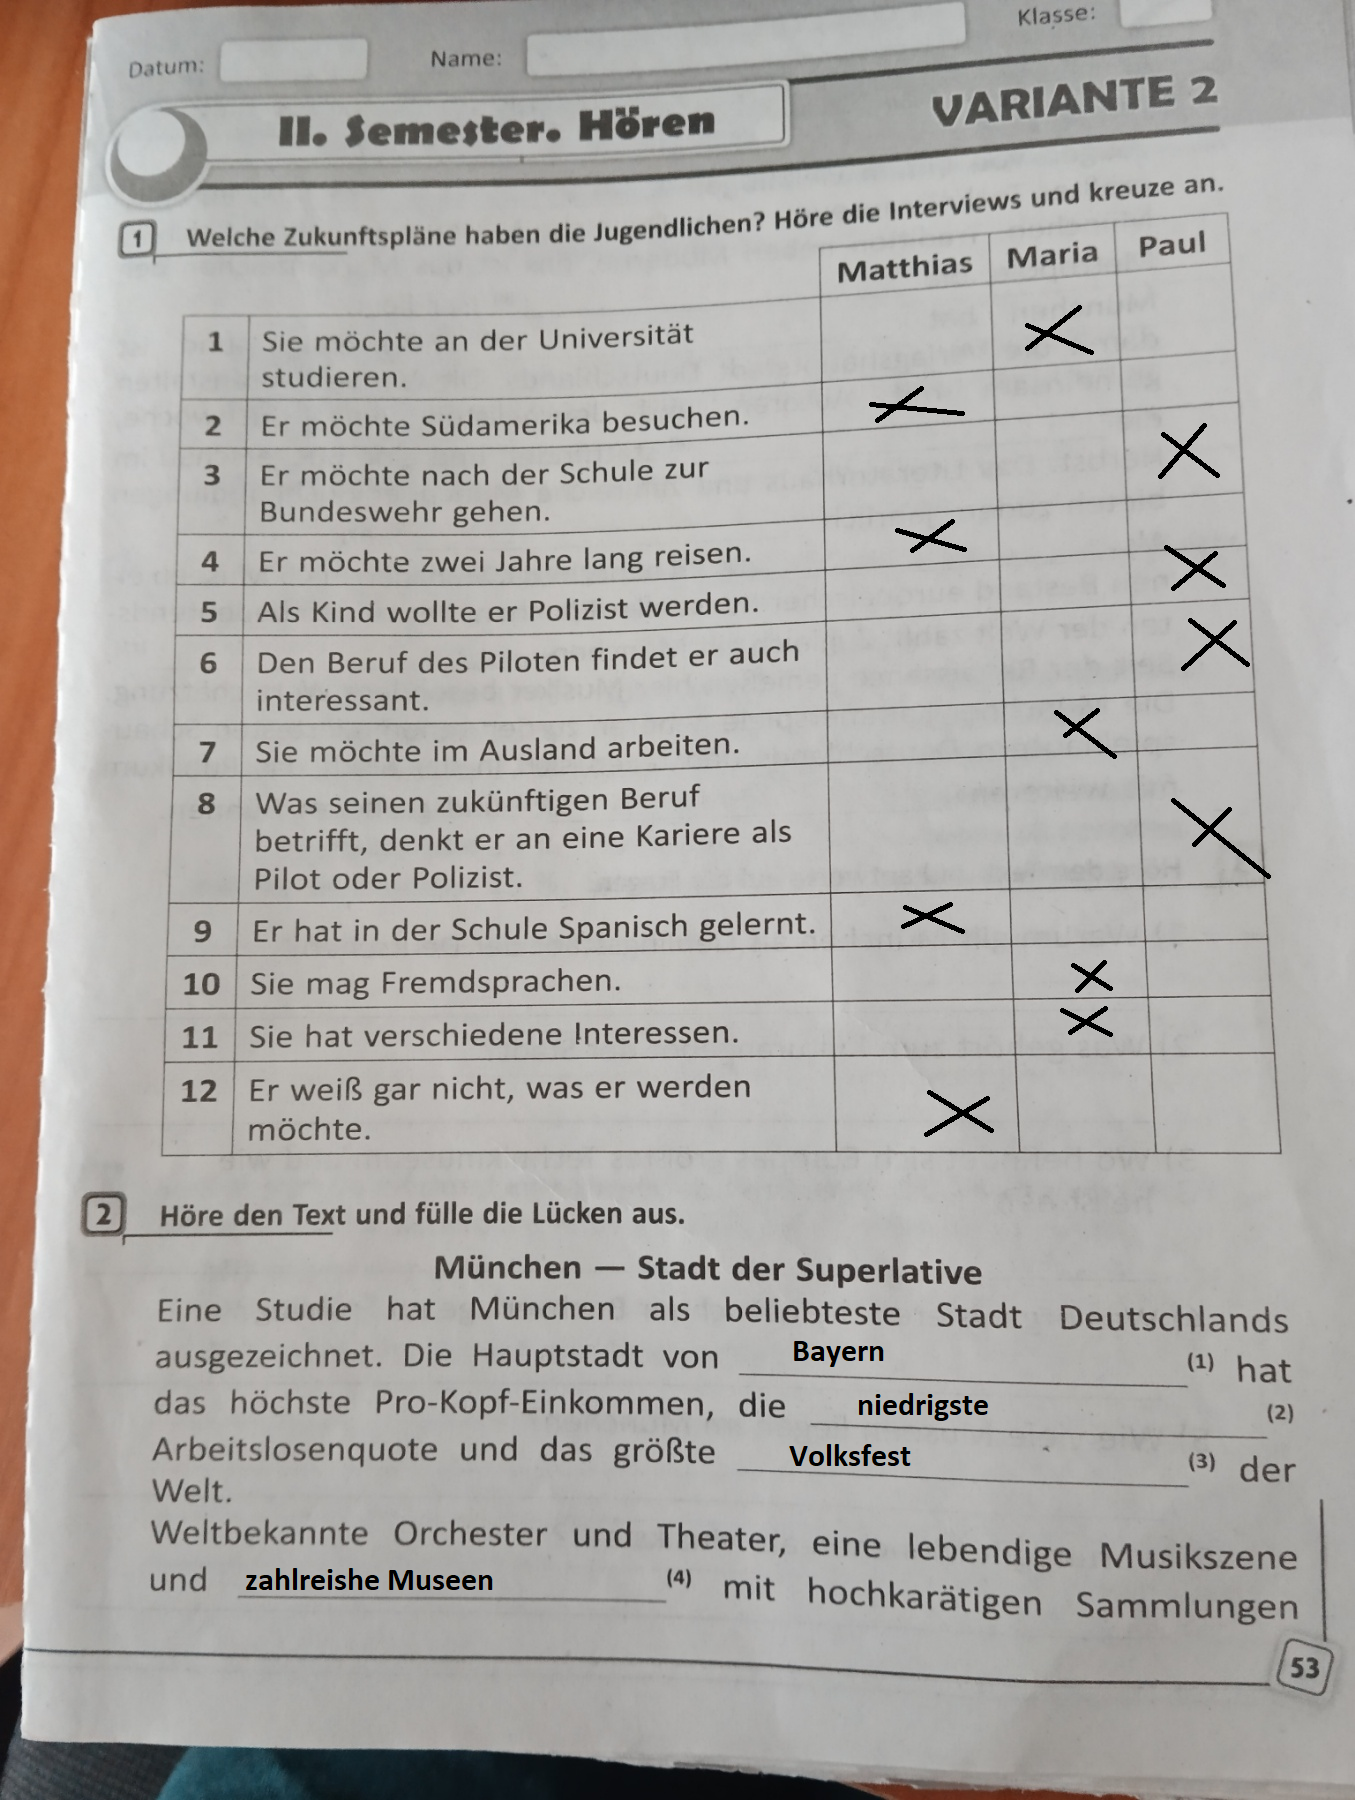 Datum:
Name:
Klasse:
II. Semester. Hören
VARIANTE 2
1 Welche Zukunftspläne haben die Jugendlichen? Höre die Interviews und kreuze an.
Matthias Maria Paul
1 Sie möchte an der Universität
studieren.
2 Er möchte Südamerika besuchen.
3 Er möchte nach der Schule zur
Bundeswehr gehen.
4 Er möchte zwei Jahre lang reisen.
5 Als Kind wollte er Polizist werden.
6 Den Beruf des Piloten findet er auch
interessant.
7 Sie möchte im Ausland arbeiten.
8 Was seinen zukünftigen Beruf
betrifft, denkt er an eine Kariere als
Pilot oder Polizist.
9 Er hat in der Schule Spanisch gelernt.
10 Sie mag Fremdsprachen.
11 Sie hat verschiedene Interessen.
12 Er weiß gar nicht, was er werden
möchte.
2 Höre den Text und fülle die Lücken aus.
München — Stadt der Superlative
Eine Studie hat München als beliebteste Stadt Deutschlands
ausgezeichnet. Die Hauptstadt von Bayern (1) hat
das höchste Pro-Kopf-Einkommen, die niedrigste (2)
Arbeitslosenquote und das größte Volksfest (3) der
Welt.
Weltbekannte Orchester und Theater, eine lebendige Musikszene
und zahlreishe Museen (4) mit hochkarätigen Sammlungen
53